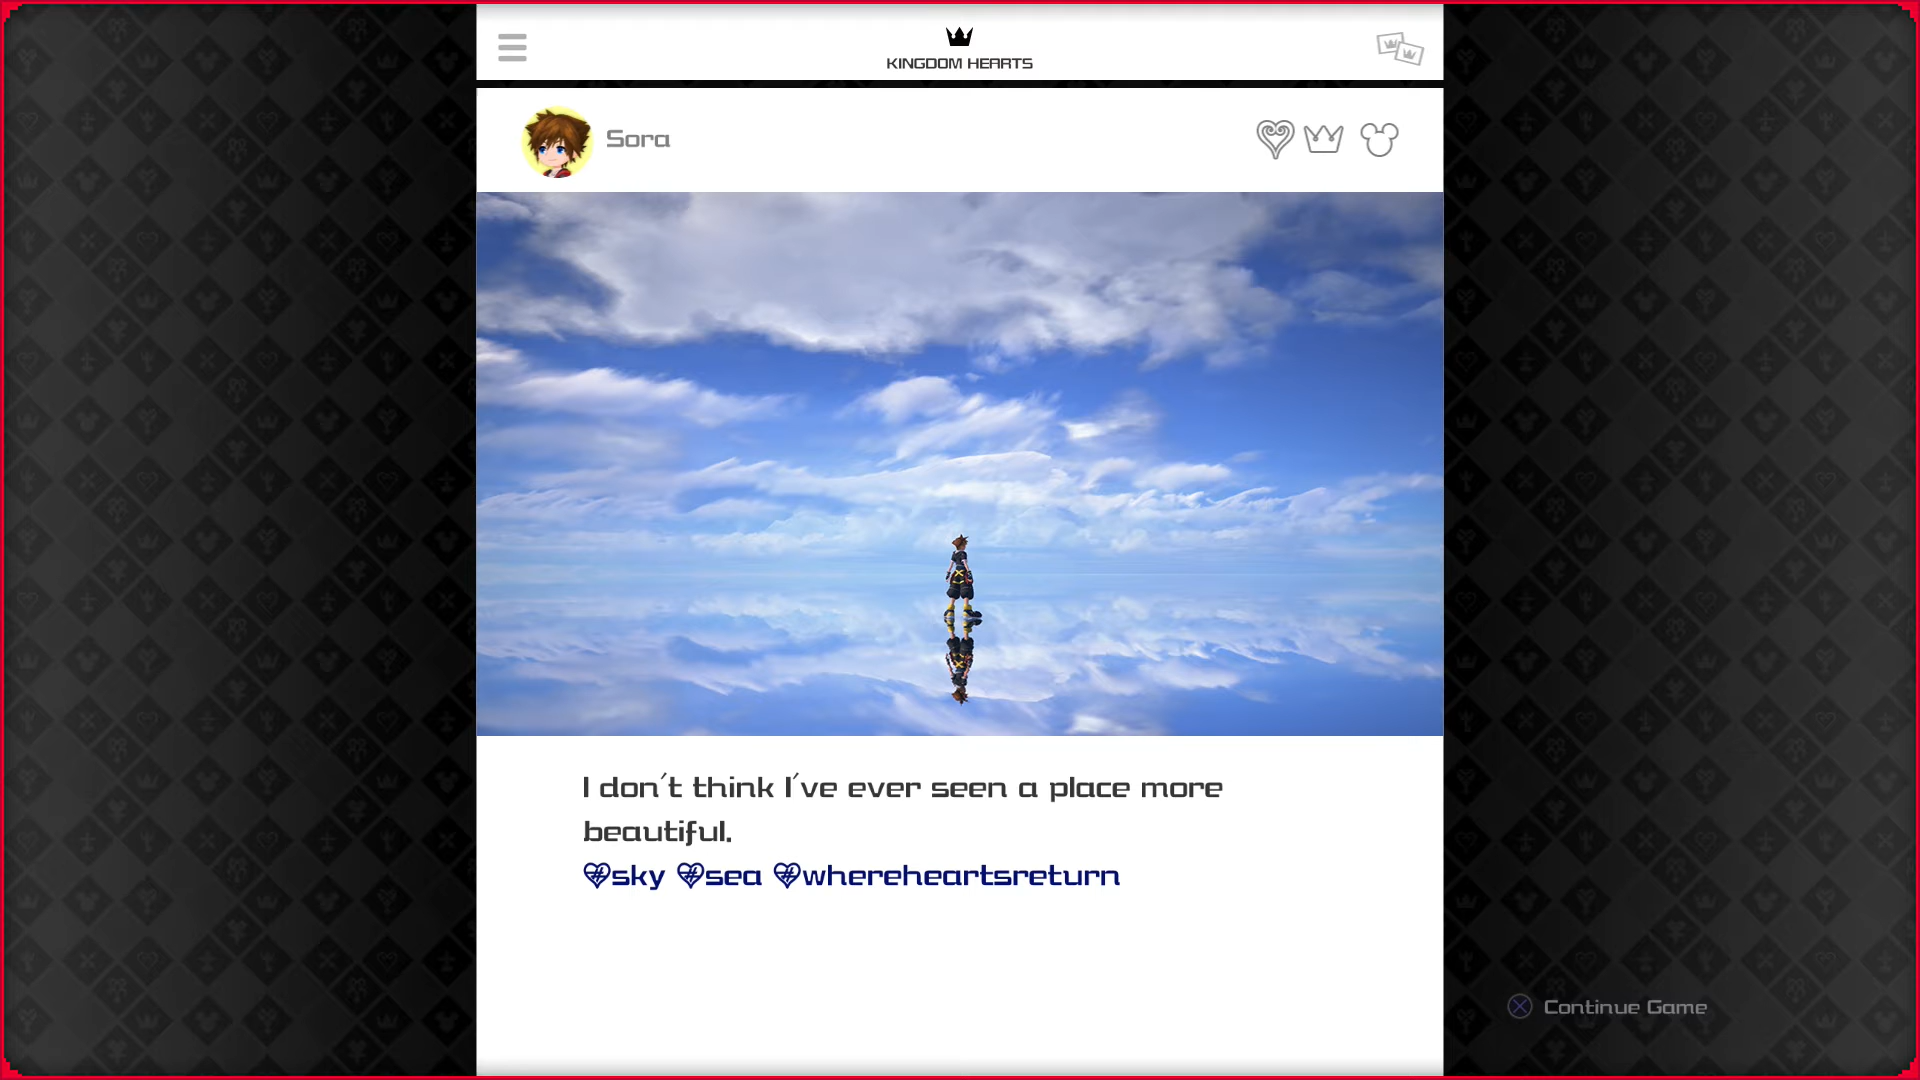 KINGDOM HEARTS
Sora
I don't think I've ever seen a place more
beautiful.
#sky #sea #whereheartsreturn
Continue Game